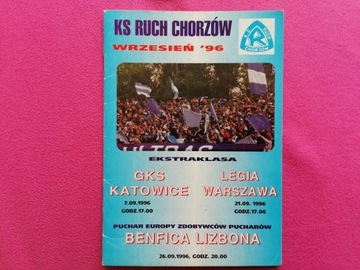 KS RUCH CHORZÓW
WRZESIEŃ '96
ULTRAS
EKSTRAKLASA
GKS KATOWICE
7.09.1996
GODZ.17.00
LEGIA WARSZAWA
21.09.1996
GODZ.17.00
PUCHAR EUROPY ZDOBYWCÓW PUCHARÓW
BENFICA LIZBONA
26.09.1996, GODZ. 20.00